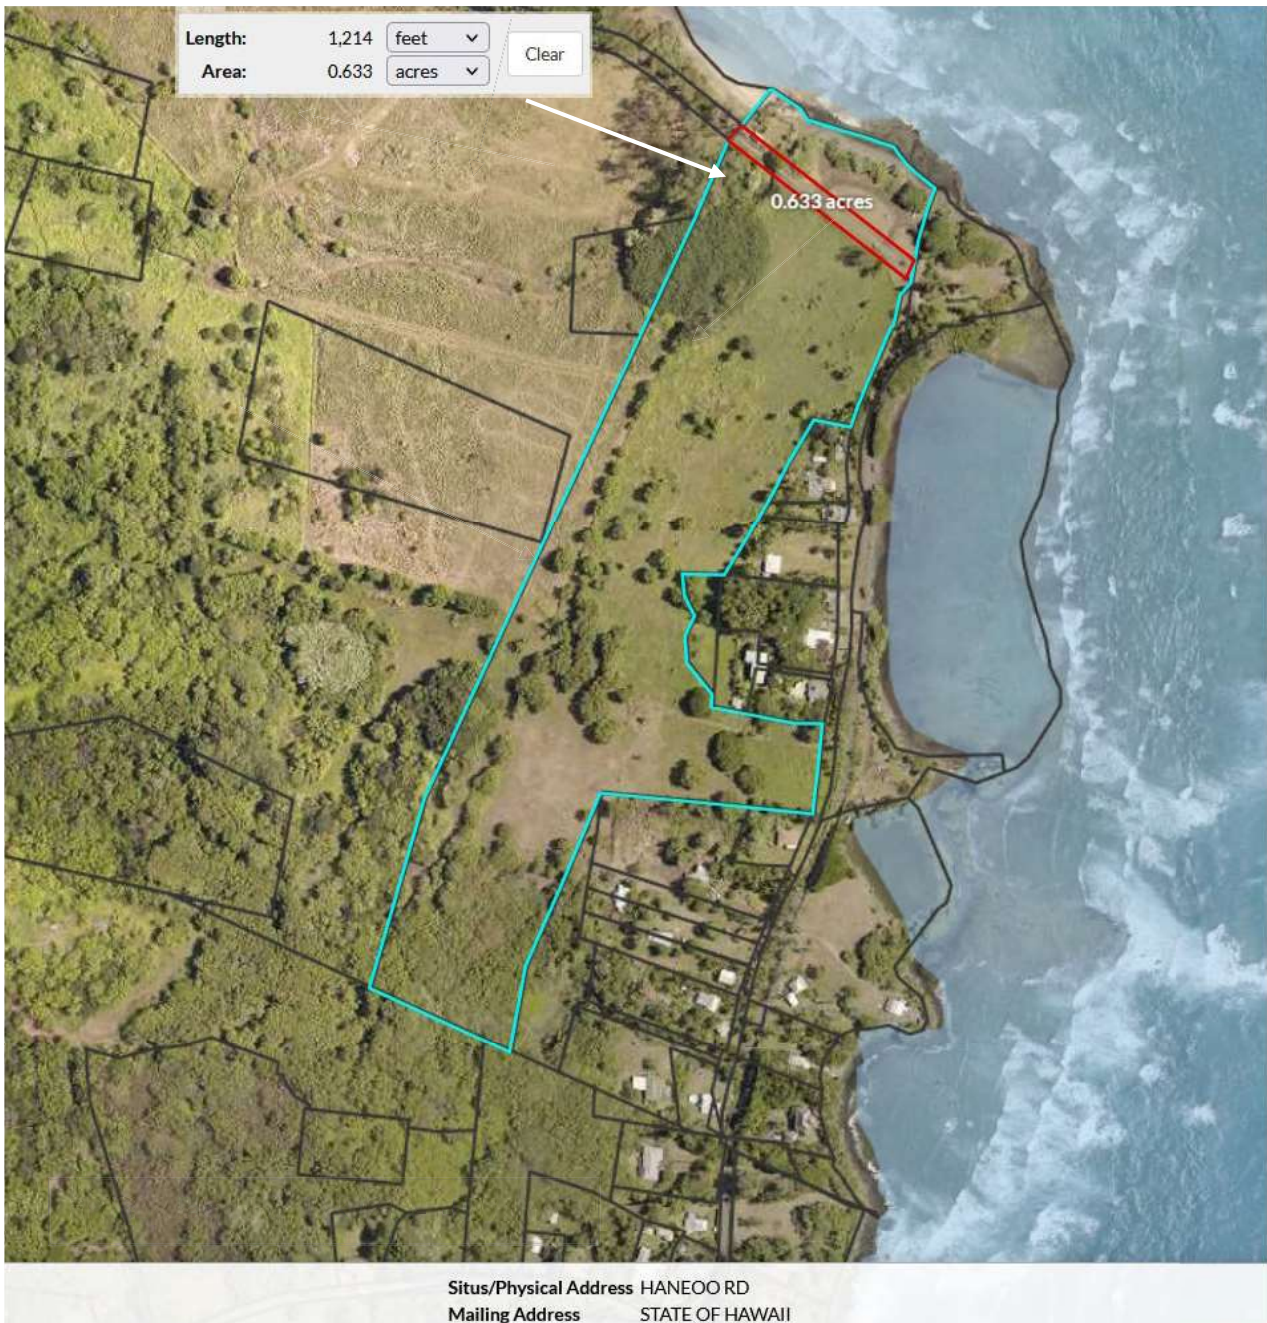 Length: 1,214 feet
Clear
Area: 0.633 acres
0.633 acres
Situs/Physical Address HANEOO RD
Mailing Address STATE OF HAWAII